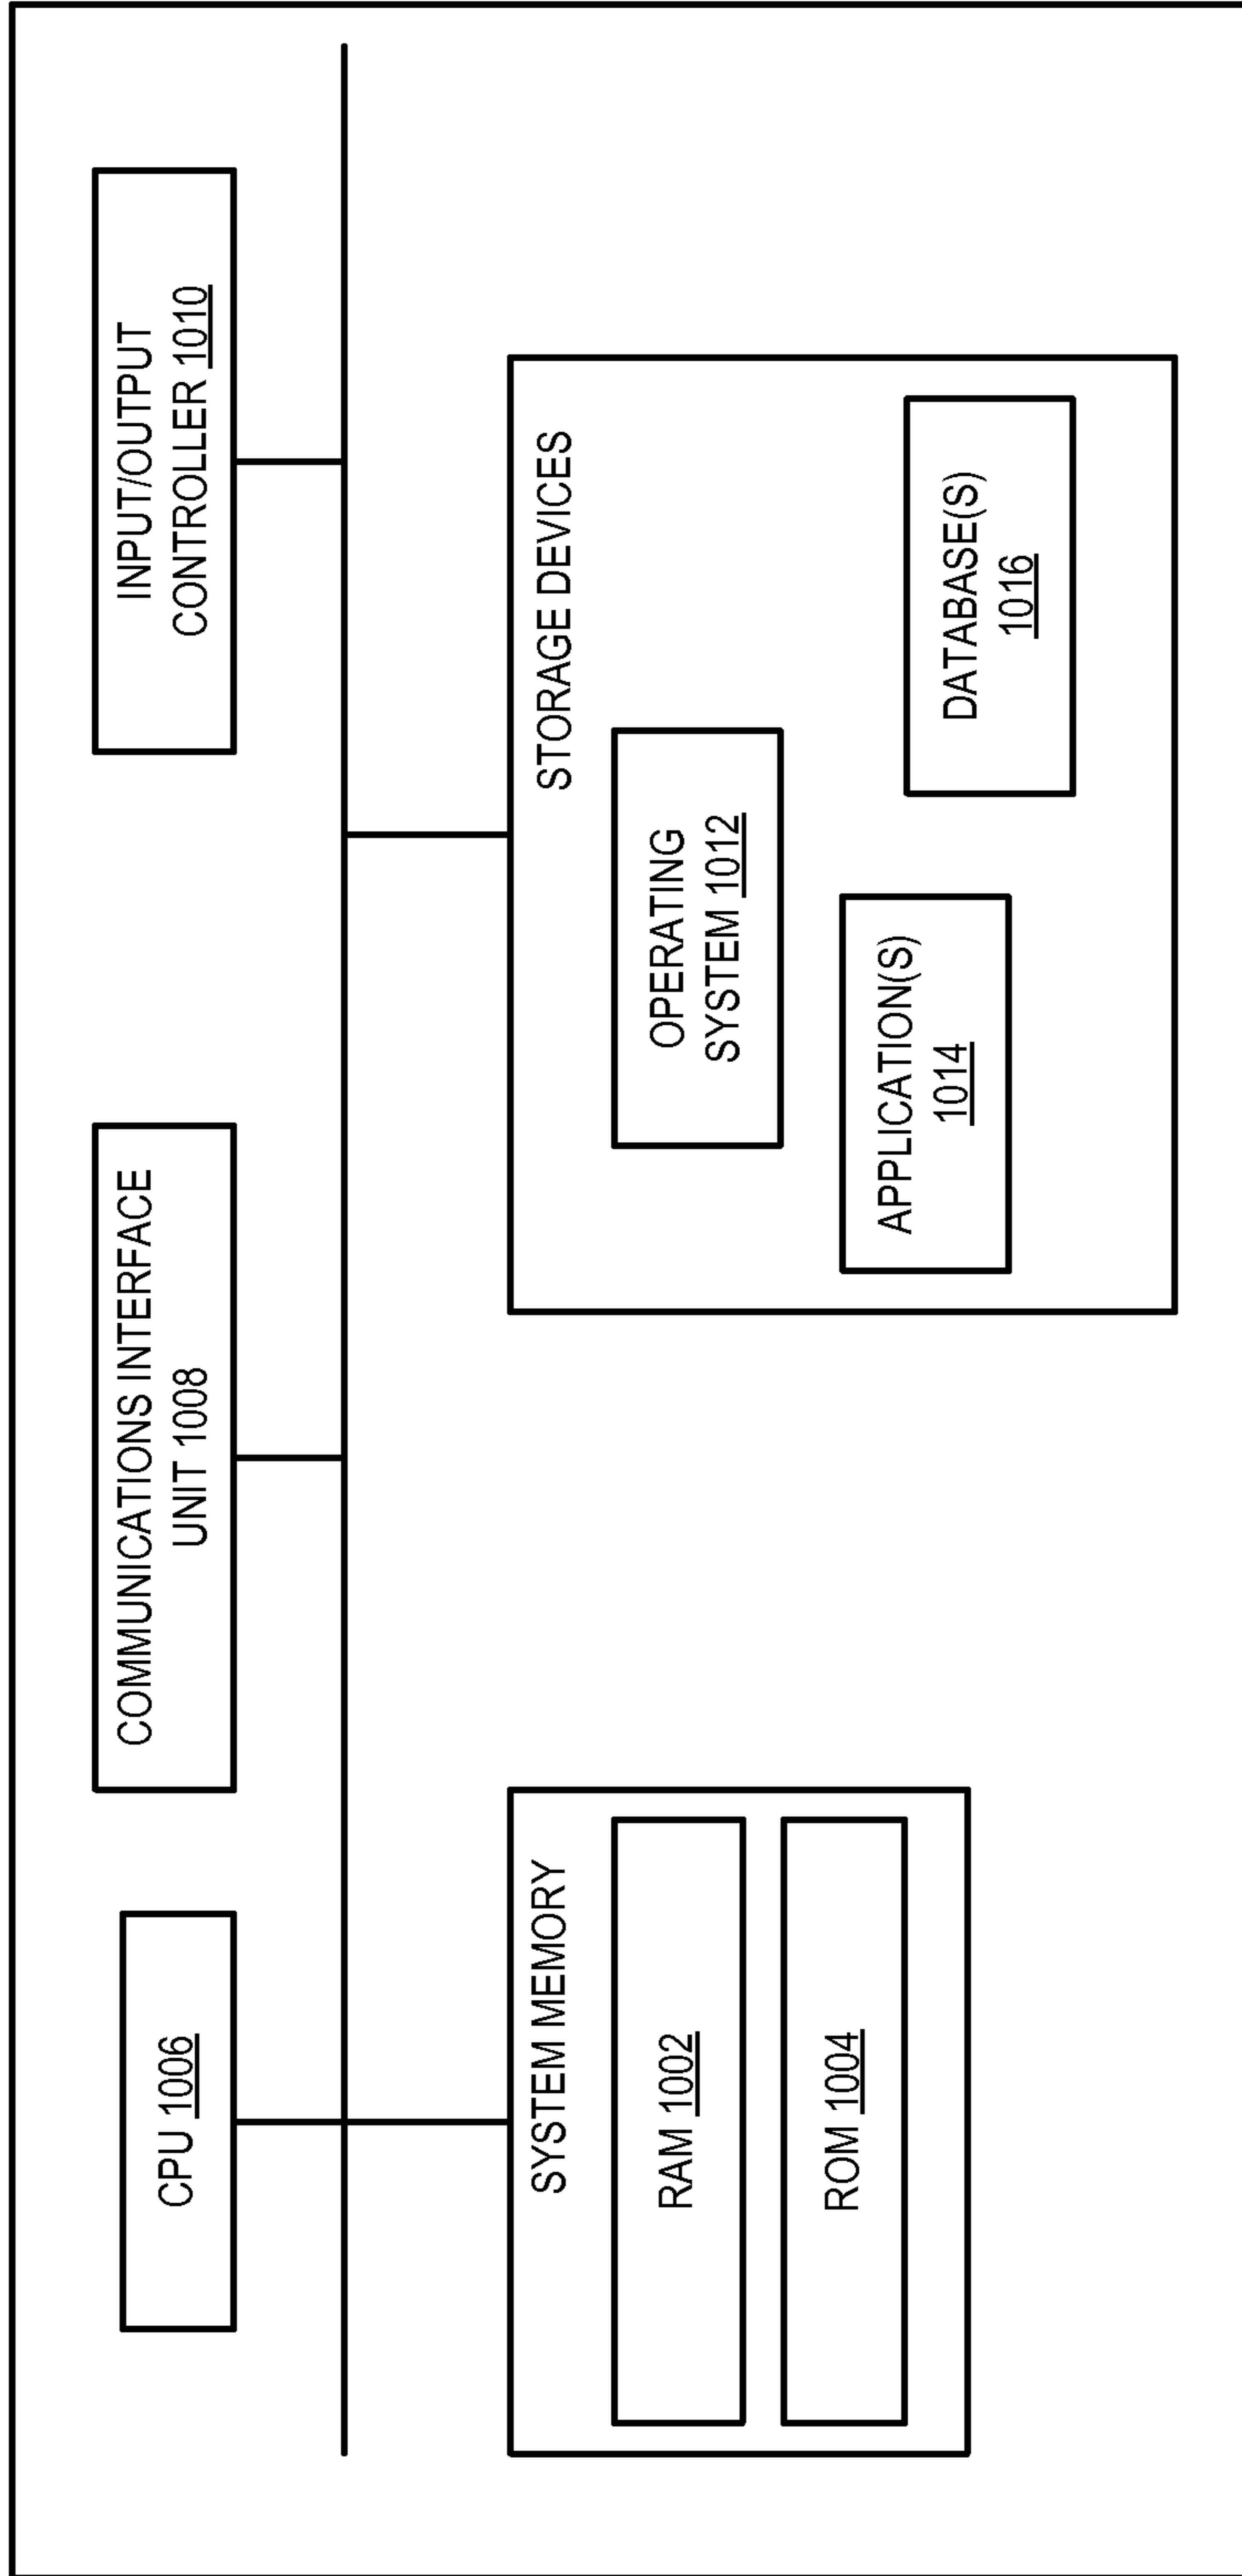 CPU 1006
COMMUNICATIONS INTERFACE
UNIT 1008
INPUT/OUTPUT
CONTROLLER 1010
SYSTEM MEMORY
RAM 1002
ROM 1004
STORAGE DEVICES
OPERATING
SYSTEM 1012
APPLICATION(S)
1014
DATABASE(S)
1016